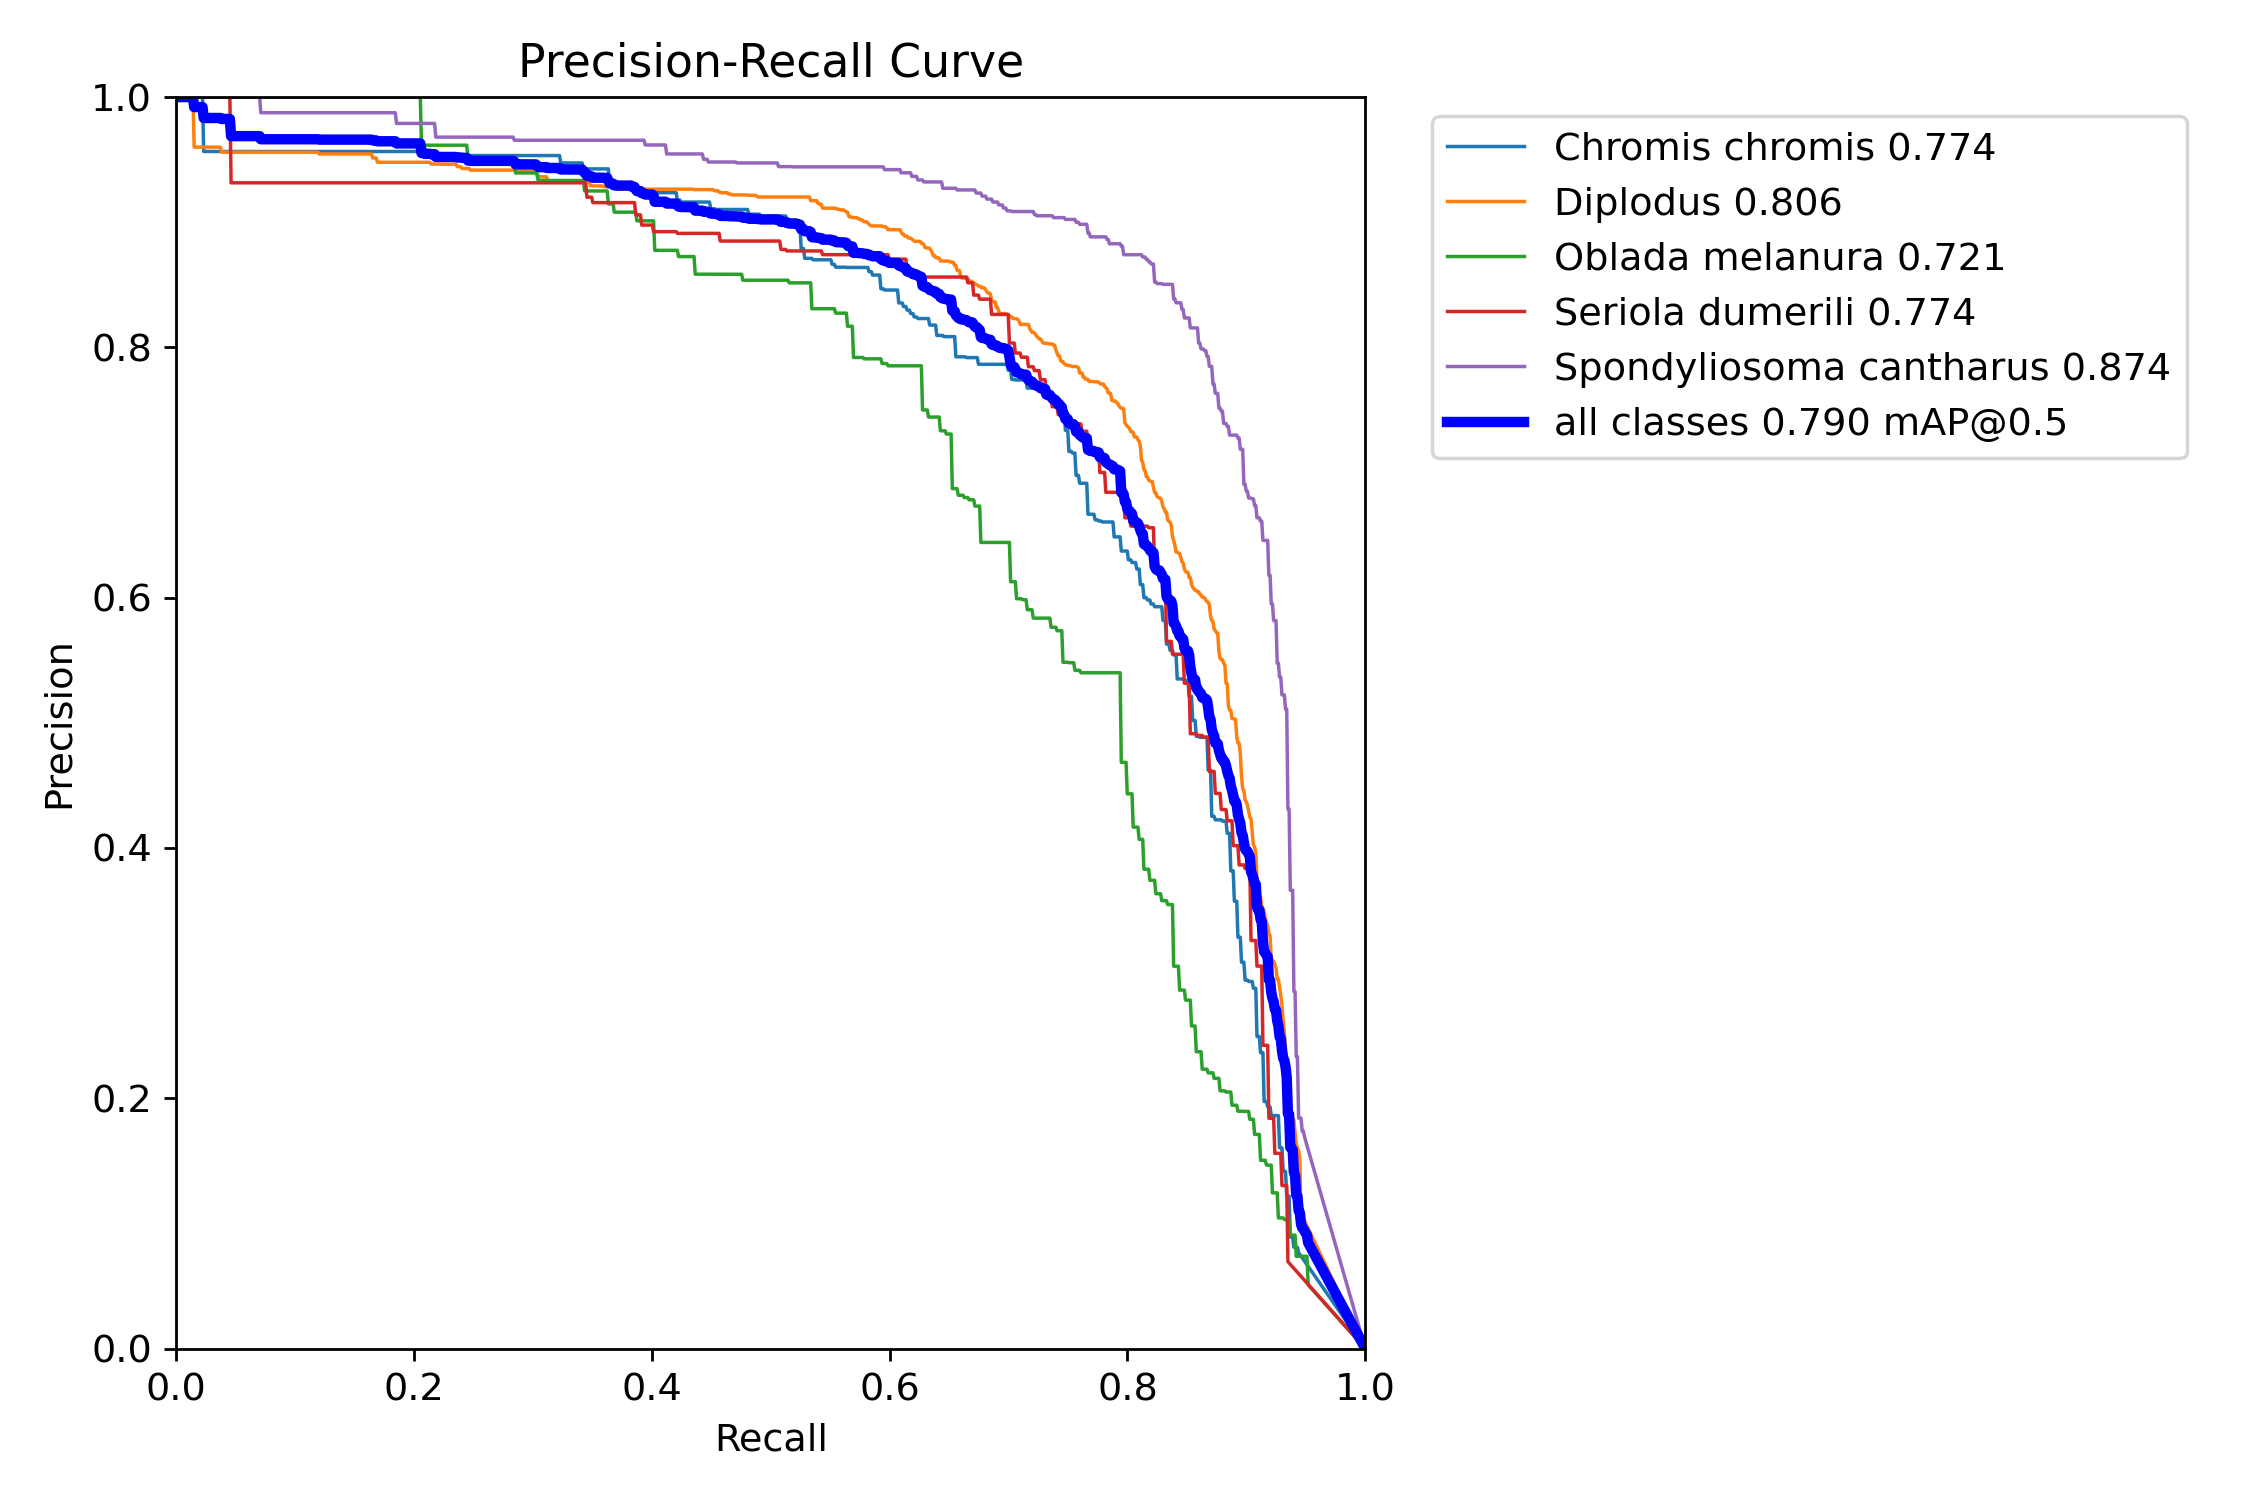 Precision-Recall Curve
1.0
0.8
0.6
0.4
0.2
0.0
Precision
0.0 0.2 0.4 0.6 0.8 1.0
Recall
Chromis chromis 0.774
Diplodus 0.806
Oblada melanura 0.721
Seriola dumerili 0.774
Spondyliosoma cantharus 0.874
all classes 0.790 mAP@0.5